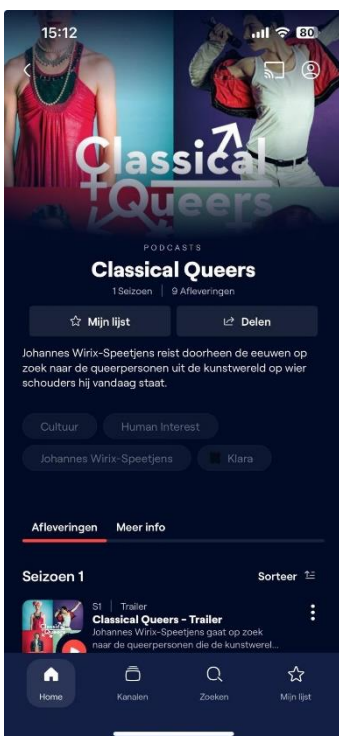 15:12
80
Classical
Queers
PODCASTS
Classical Queers
1 Seizoen | 9 Afleveringen
Mijn lijst
Delen
Johannes Wirix-Speetjens reist doorheen de eeuwen op
zoek naar de queerpersonen uit de kunstwereld op wier
schouders hij vandaag staat.
Cultuur
Human Interest
Johannes Wirix-Speetjens
Klara
Afleveringen
Meer info
Seizoen 1
Sorteer
S1 | Trailer
Classical Queers - Trailer
Johannes Wirix-Speetjens gaat op zoek
naar de queerpersonen die de kunstwerel...
Home
Kanalen
Zoeken
Mijn lijst